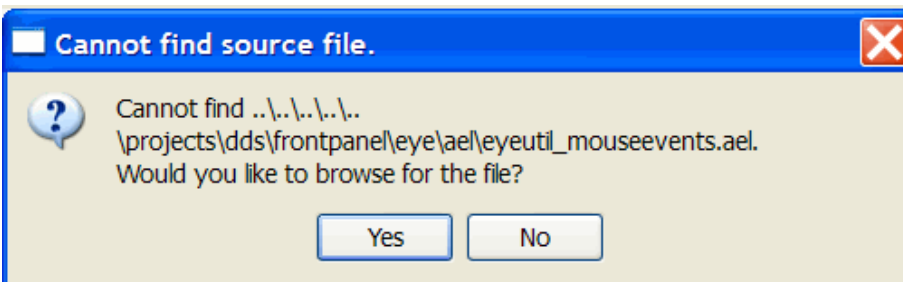 Cannot find source file.
Cannot find ..\..\..\..\..
\projects\dds\frontpanel\eye\ael\eyeutil_mouseevents.ael.
Would you like to browse for the file?
Yes
No